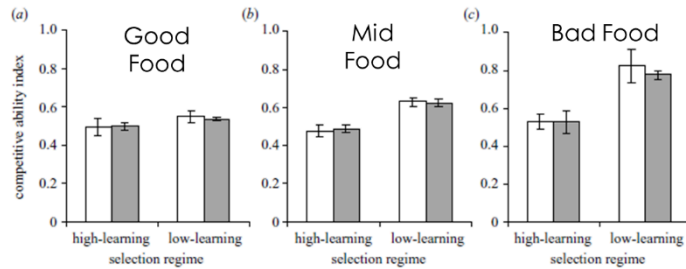 (a)
Good
Food
competitive ability index
1.0
0.8
0.6
0.4
0.2
0
high-learning low-learning
selection regime
(b)
Mid
Food
1.0
0.8
0.6
0.4
0.2
0
high-learning low-learning
selection regime
(c)
Bad Food
1.0
0.8
0.6
0.4
0.2
0
high-learning low-learning
selection regime